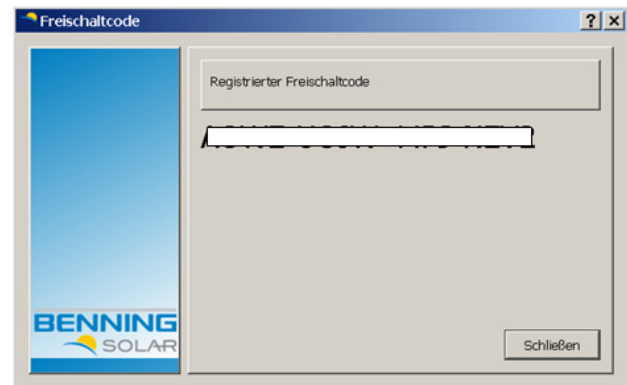 Freischaltcode
Registrierter Freischaltcode
BENNING
SOLAR
Schließen